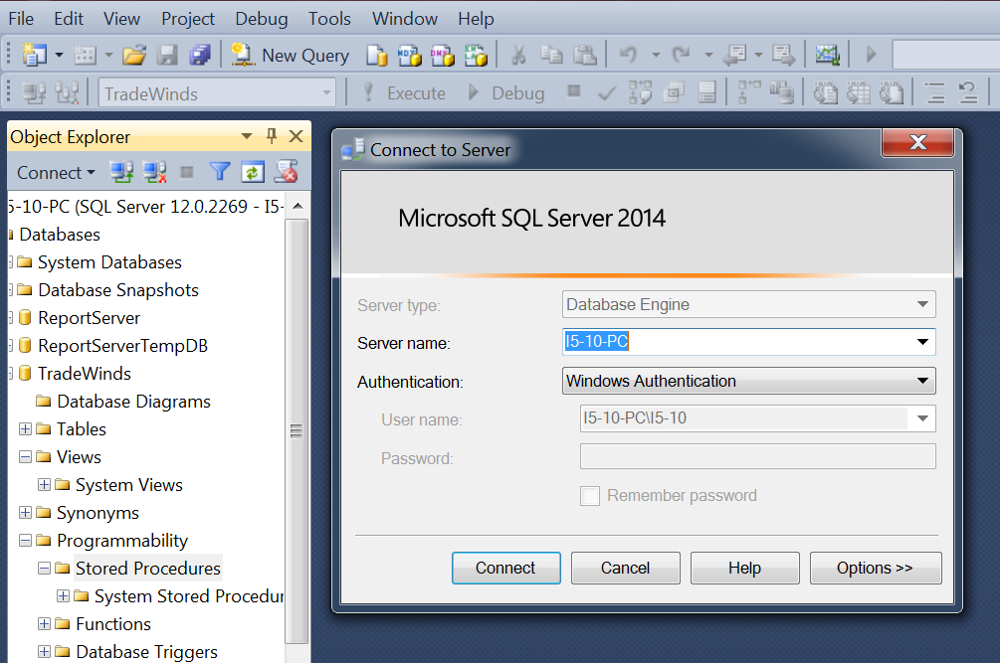 File Edit View Project Debug Tools Window Help
New Query
TradeWinds Execute Debug
Object Explorer
Connect
5-10-PC (SQL Server 12.0.2269 - I5-
Databases
System Databases
Database Snapshots
ReportServer
ReportServerTempDB
TradeWinds
Database Diagrams
Tables
Views
System Views
Synonyms
Programmability
Stored Procedures
System Stored Procedur
Functions
Database Triggers
Connect to Server
Microsoft SQL Server 2014
Server type: Database Engine
Server name: I5-10-PC
Authentication: Windows Authentication
User name: I5-10-PC\I5-10
Password:
Remember password
Connect Cancel Help Options >>